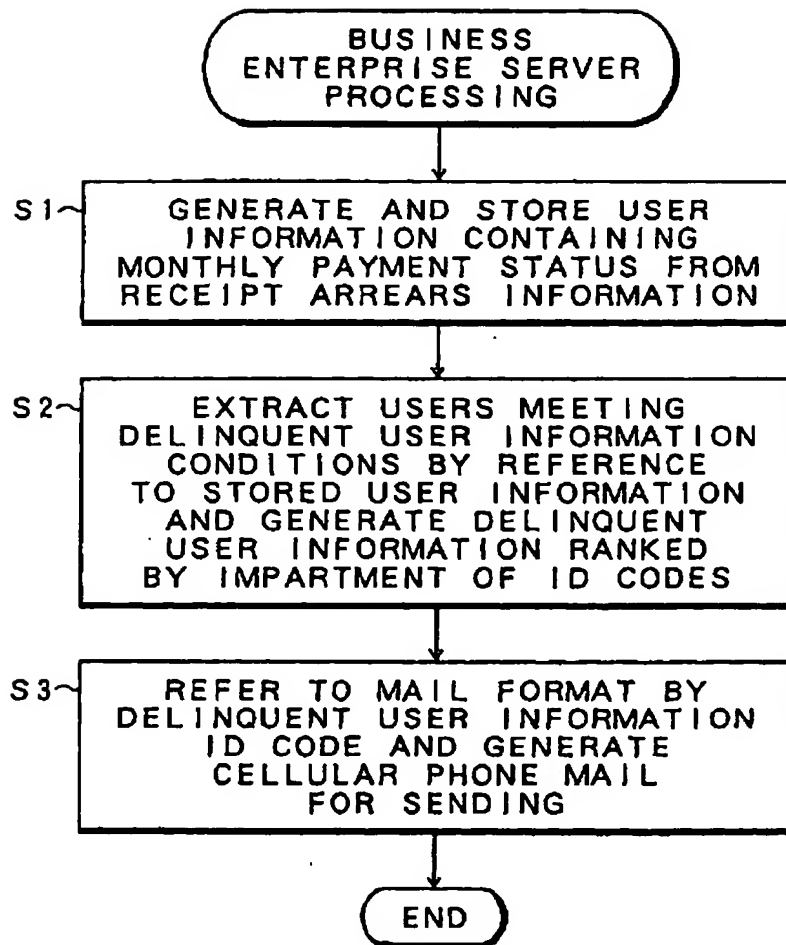 BUSINESS
ENTERPRISE SERVER
PROCESSING
S1
GENERATE AND STORE USER
INFORMATION CONTAINING
MONTHLY PAYMENT STATUS FROM
RECEIPT ARREARS INFORMATION
S2
EXTRACT USERS MEETING
DELINQUENT USER INFORMATION
CONDITIONS BY REFERENCE
TO STORED USER INFORMATION
AND GENERATE DELINQUENT
USER INFORMATION RANKED
BY IMPARTMENT OF ID CODES
S3
REFER TO MAIL FORMAT BY
DELINQUENT USER INFORMATION
ID CODE AND GENERATE
CELLULAR PHONE MAIL
FOR SENDING
END